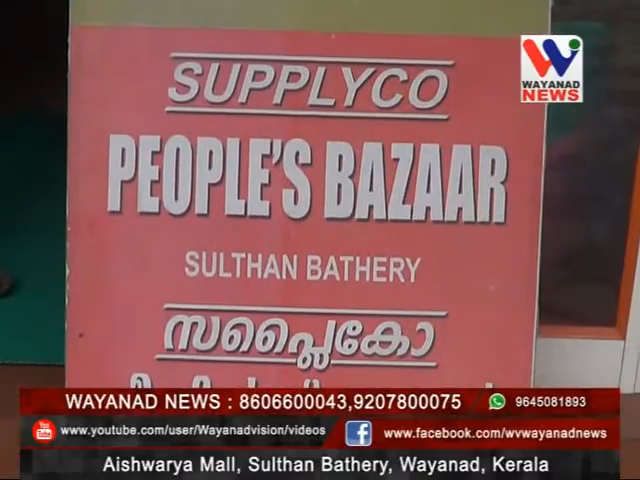 SUPPLYCO
WAYANAD
NEWS
PEOPLE'S BAZAAR
SULTHAN BATHERY
സപ്ലൈകോ
WAYANAD NEWS : 8606600043,9207800075
9645081893
www.youtube.com/user/Wayanadvision/videos
www.facebook.com/wvwayanadnews
Aishwarya Mall, Sulthan Bathery, Wayanad, Kerala